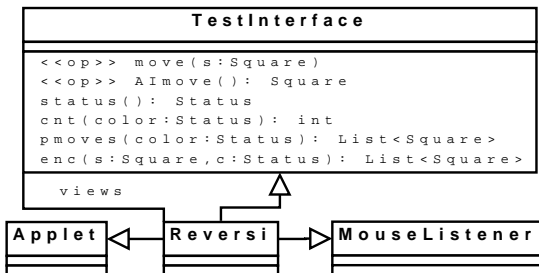 TestInterface
<<op>> move(s:Square)
<<op>> AImove(): Square
status(): Status
cnt(color:Status): int
pmoves(color:Status): List<Square>
enc(s:Square,c:Status): List<Square>
views
Applet Reversi MouseListener